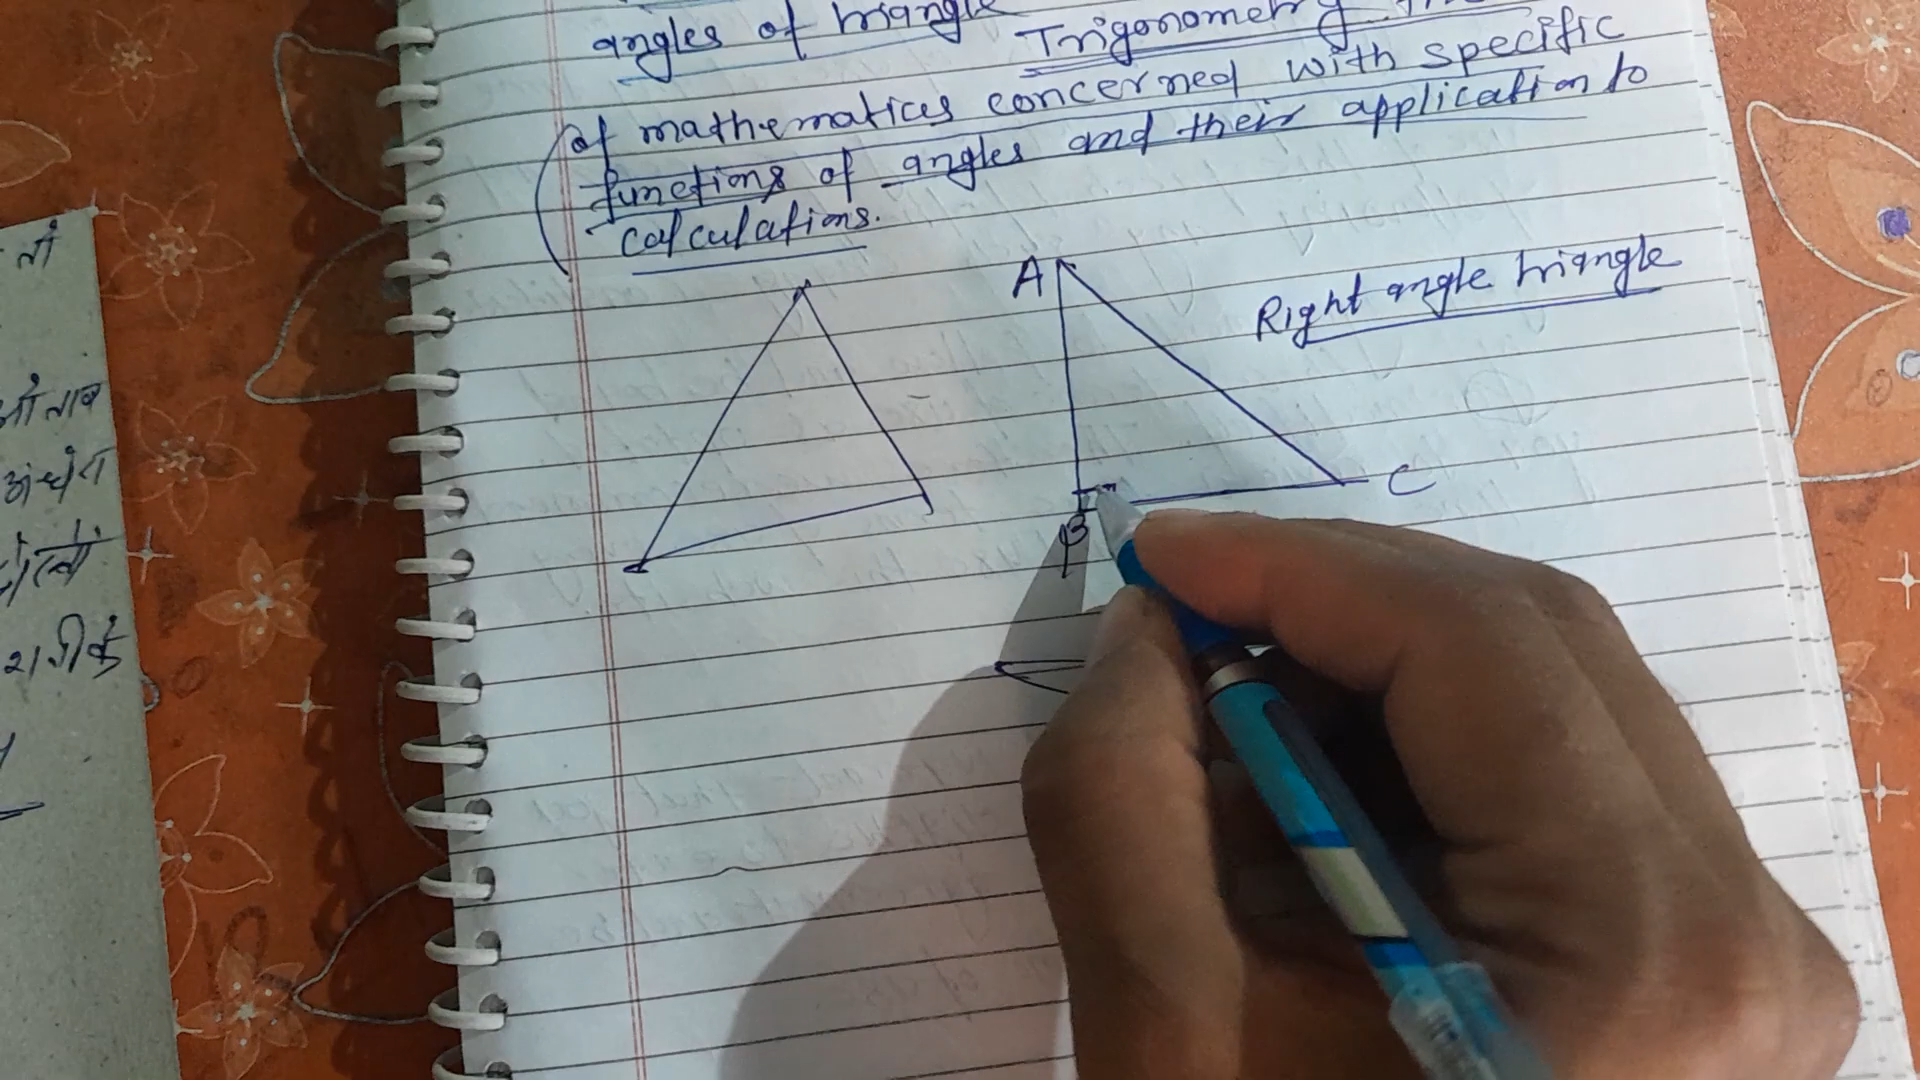 angles of triangle
Trigonometry
of mathematices concerned with specific
functions of angles and their application to
calculations.
A
Right angle triangle
C
B
तो